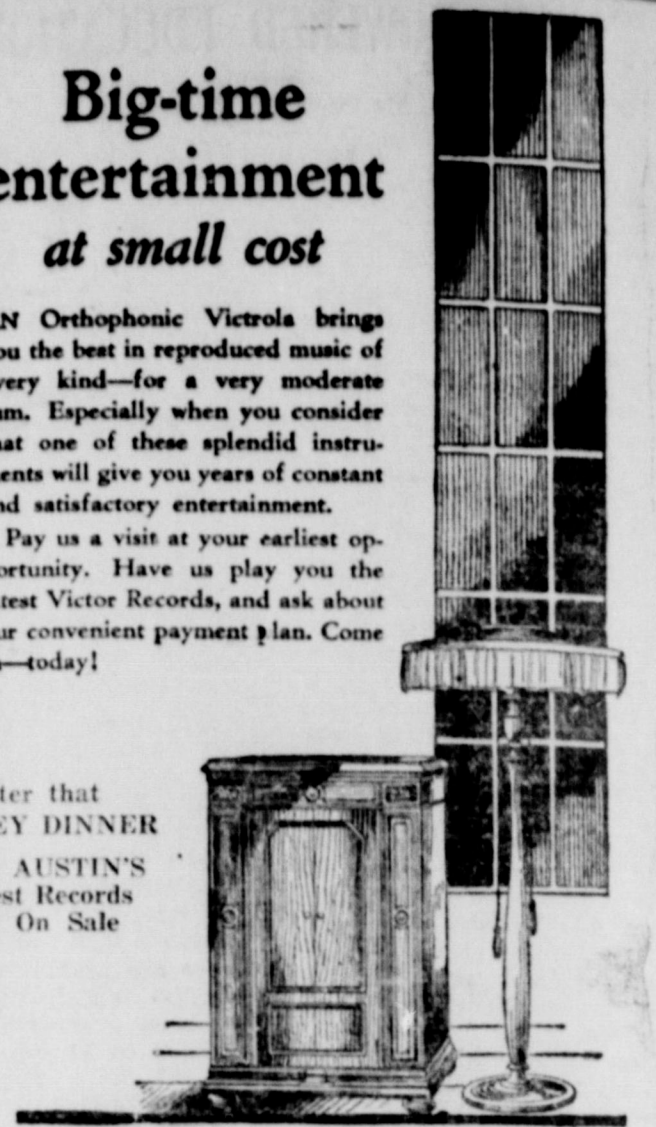 Big-time
entertainment
at small cost
N Orthophonic Victrola brings
ou the best in reproduced music of
very kind—for a very moderate
um. Especially when you consider
hat one of these splendid instru-
ents will give you years of constant
nd satisfactory entertainment.
Pay us a visit at your earliest op-
ortunity. Have us play you the
test Victor Records, and ask about
ur convenient payment plan. Come
—today!
ter that
EY DINNER
AUSTIN'S
st Records
On Sale